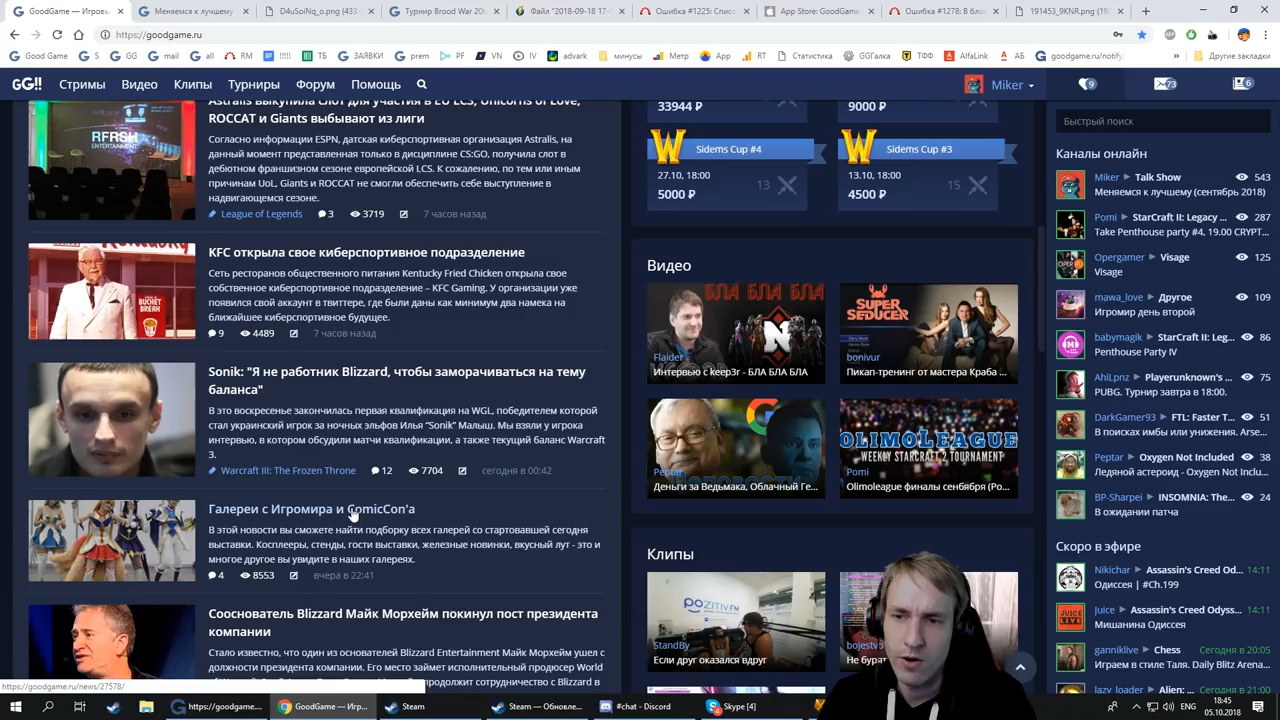 GoodGame
Меняемся к лучшему
D4uSoiNq_o.png (433×
Турнир Brood War 20
Файл "2018-09-18 17-5
Ошибка #1225: Списо
App Store: GoodGame
Ошибка #1278: В бло
191453_9KNR.png (19
https://goodgame.ru
Good Game
S
GG
mail
all
RM
ЗАЯВКИ
prem
PF
VN
IV
advark
минусы
Метр
App
RT
Статистика
GGГалка
ТФФ
AlfaLink
АБ
goodgame.ru/notify
»
Другие закладки
GG!!
Стримы
Видео
Клипы
Турниры
Форум
Помощь
Miker
9
73
6
Astralis выкупила слот для участия в EU LCS, Unicorns of Love,
ROCCAT и Giants выбывают из лиги
Согласно информации ESPN, датская киберспортивная организация Astralis, на
данный момент представленная только в дисциплине CS:GO, получила слот в
дебютном франшизном сезоне европейской LCS. К сожалению, по тем или иным
причинам UoL, Giants и ROCCAT не смогли обеспечить себе выступление в
надвигающемся сезоне.
League of Legends 3 3719 7 часов назад
RFRSH
ENTERTAINMENT
KFC открыла свое киберспортивное подразделение
Сеть ресторанов общественного питания Kentucky Fried Chicken открыла свое
собственное киберспортивное подразделение – KFC Gaming. У организации уже
появился свой аккаунт в твиттере, где были даны как минимум два намека на
ближайшее киберспортивное будущее.
9 4489 7 часов назад
Sonik: "Я не работник Blizzard, чтобы заморачиваться на тему
баланса"
В это воскресенье закончилась первая квалификация на WGL, победителем которой
стал украинский игрок за ночных эльфов Илья “Sonik” Малыш. Мы взяли у игрока
интервью, в котором обсудили матчи квалификации, а также текущий баланс Warcraft
3.
Warcraft III: The Frozen Throne 12 7704 сегодня в 00:42
Галереи с Игромира и ComicCon'а
В этой новости вы сможете найти подборку всех галерей со стартовавшей сегодня
выставки. Косплееры, стенды, гости выставки, железные новинки, вкусный лут - это и
многое другое вы увидите в наших галереях.
4 8553 вчера в 22:41
Сооснователь Blizzard Майк Морхейм покинул пост президента
компании
Стало известно, что один из основателей Blizzard Entertainment Майк Морхейм ушел с
должности президента компании. Его место займет исполнительный продюсер World
продолжит сотрудничество с Blizzard в
https://goodgame.ru/news/27578/
33944 ₽
9000 ₽
Sidems Cup #4
27.10, 18:00
5000 ₽
13
Sidems Cup #3
13.10, 18:00
4500 ₽
15
Видео
БЛА БЛА БЛА
Flaider
Интервью с keep3r - БЛА БЛА БЛА
SUPER
SEDUCER
bonivur
Пикап-тренинг от мастера Краба ...
Peptar
Деньги за Ведьмака, Облачный Ге...
OLIMOLEAGUE
WEEKLY STARCRAFT 2 TOURNAMENT
Pomi
Olimoleague финалы сенбября (Ро...
Клипы
POZITIV.FM
StandBy
Если друг оказался вдруг
bojestvo
Не буря
Быстрый поиск
Каналы онлайн
Miker Talk Show 543
Меняемся к лучшему (сентябрь 2018)
Pomi StarCraft II: Legacy ... 287
Take Penthouse party #4, 19.00 CRYPT...
Opergamer Visage 125
Visage
mawa_love Другое 109
Игромир день второй
babymagik StarCraft II: Leg... 86
Penthouse Party IV
AhiLpnz Playerunknown's ... 75
PUBG. Турнир завтра в 18:00.
DarkGamer93 FTL: Faster T... 51
В поисках имбы или унижения. Arse...
Peptar Oxygen Not Included 38
Ледяной астероид - Oxygen Not Inclu...
BP-Sharpei INSOMNIA: The... 24
В ожидании патча
Скоро в эфире
Nikichar Assassin's Creed Od... 14:11
Одиссея | #Ch.199
Juice Assassin's Creed Odyss... 14:11
Мишанина Одиссея
ganniklive Chess Сегодня в 20:05
Играем в стиле Таля. Daily Blitz Arena...
lazy_loader Alien: ... Сегодня в 21:00
https://goodgame....
GoodGame — Игр...
Steam
Steam — Обновле...
#chat - Discord
Skype [4]
РУС
18:45
05.10.2018